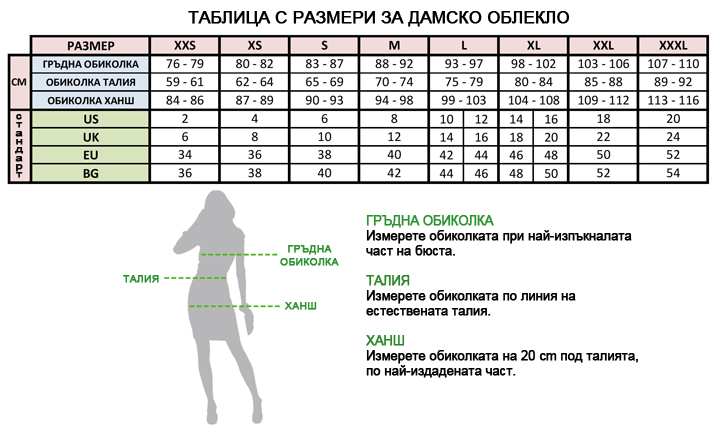 ТАБЛИЦА С РАЗМЕРИ ЗА ДАМСКО ОБЛЕКЛО
РАЗМЕР XXS XS S M L XL XXL XXXL
СМ
ГРЪДНА ОБИКОЛКА 76 - 79 80 - 82 83 - 87 88 - 92 93 - 97 98 - 102 103 - 106 107 - 110
ОБИКОЛКА ТАЛИЯ 59 - 61 62 - 64 65 - 69 70 - 74 75 - 79 80 - 84 85 - 88 89 - 92
ОБИКОЛКА ХАНШ 84 - 86 87 - 89 90 - 93 94 - 98 99 - 103 104 - 108 109 - 112 113 - 116
стандарт
US 2 4 6 8 10 12 14 16 18 20
UK 6 8 10 12 14 16 18 20 22 24
EU 34 36 38 40 42 44 46 48 50 52
BG 36 38 40 42 44 46 48 50 52 54
ГРЪДНА
ОБИКОЛКА
ТАЛИЯ
ХАНШ
ГРЪДНА ОБИКОЛКА
Измерете обиколката при най-изпъкналата
част на бюста.
ТАЛИЯ
Измерете обиколката по линия на
естествената талия.
ХАНШ
Измерете обиколката на 20 cm под талията,
по най-издадената част.